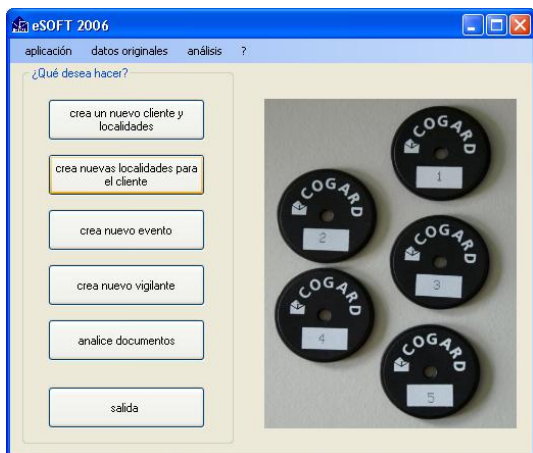 eSOFT 2006
aplicación datos originales análisis ?
¿Qué desea hacer?
crea un nuevo cliente y
localidades
crea nuevas localidades para
el cliente
crea nuevo evento
crea nuevo vigilante
analice documentos
salida
COGARD
1
COGARD
2
COGARD
3
COGARD
4
COGARD
5